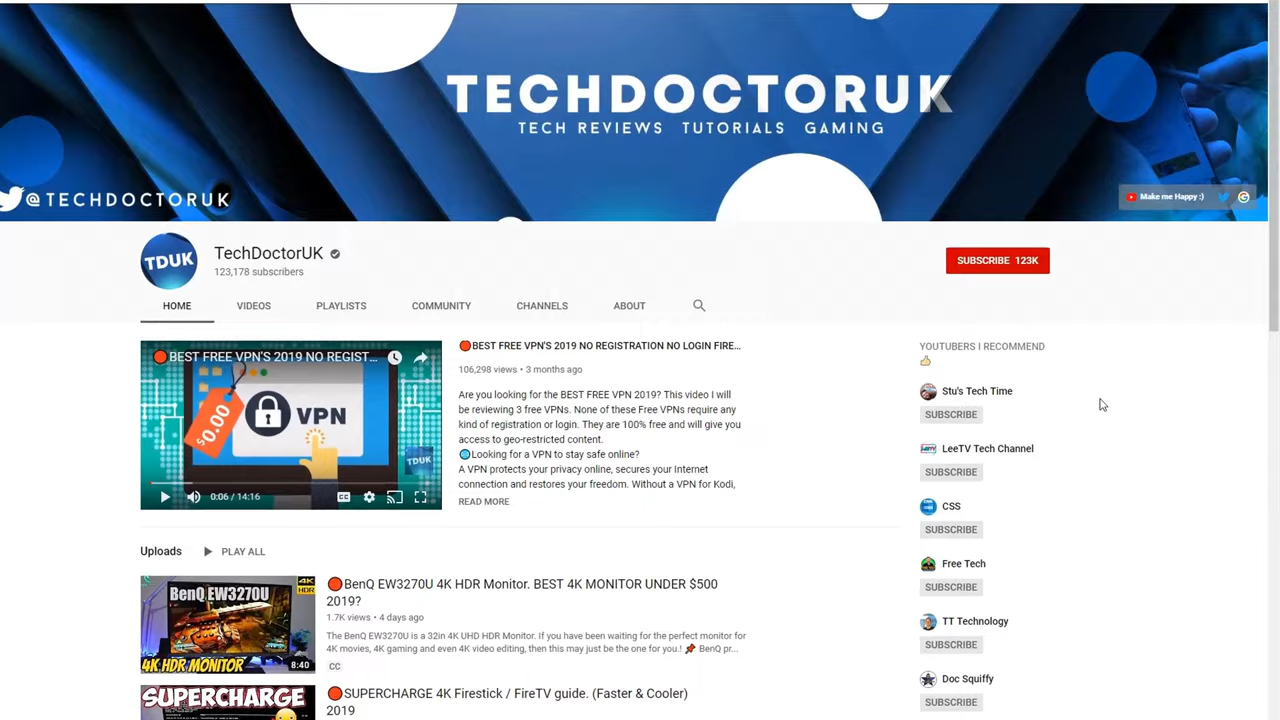 TECHDOCTORUK
TECH REVIEWS TUTORIALS GAMING
@TECHDOCTORUK
Make me Happy :)
TDUK
TechDoctorUK
123,178 subscribers
SUBSCRIBE 123K
HOME VIDEOS PLAYLISTS COMMUNITY CHANNELS ABOUT
BEST FREE VPN'S 2019 NO REGIST...
$0.00
VPN
TDUK
0:06 / 14:16
CC
BEST FREE VPN'S 2019 NO REGISTRATION NO LOGIN FIRE...
106,298 views • 3 months ago
Are you looking for the BEST FREE VPN 2019? This video I will
be reviewing 3 free VPNs. None of these Free VPNs require any
kind of registration or login. They are 100% free and will give you
access to geo-restricted content.
Looking for a VPN to stay safe online?
A VPN protects your privacy online, secures your Internet
connection and restores your freedom. Without a VPN for Kodi,
READ MORE
YOUTUBERS I RECOMMEND
Stu's Tech Time
SUBSCRIBE
LeeTV Tech Channel
SUBSCRIBE
CSS
SUBSCRIBE
Free Tech
SUBSCRIBE
TT Technology
SUBSCRIBE
Doc Squiffy
SUBSCRIBE
Uploads PLAY ALL
BenQ EW3270U
4K
HDR
4K HDR MONITOR
8:40
BenQ EW3270U 4K HDR Monitor. BEST 4K MONITOR UNDER $500
2019?
1.7K views • 4 days ago
The BenQ EW3270U is a 32in 4K UHD HDR Monitor. If you have been waiting for the perfect monitor for
4K movies, 4K gaming and even 4K video editing, then this may just be the one for you.! BenQ pr...
CC
SUPERCHARGE
SUPERCHARGE 4K Firestick / FireTV guide. (Faster & Cooler)
2019